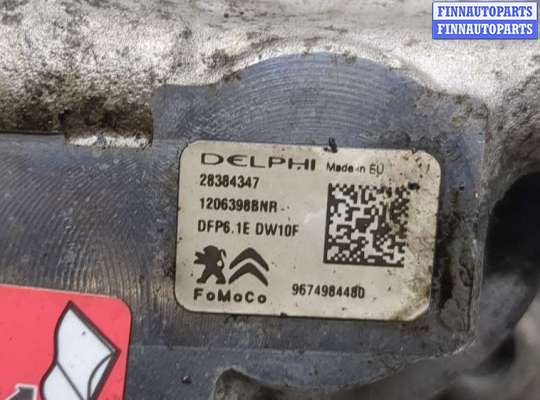 FINNAUTOPARTS
FINNAUTOPARTS
DELPHI Made in EU
28384347
1206398BNR
DFP6.1E DW10F
FoMoCo 9674984480